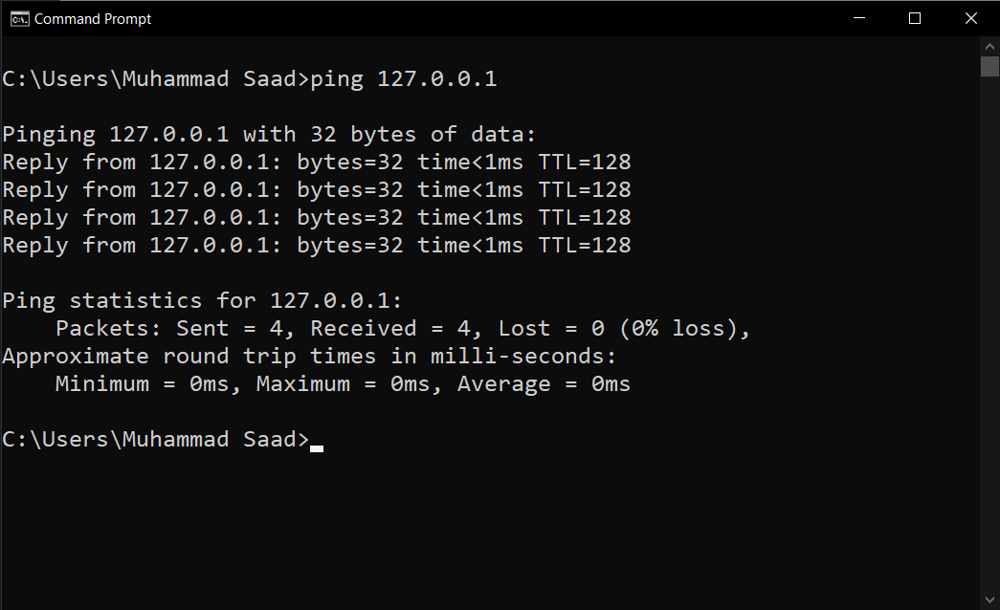 Command Prompt
C:\Users\Muhammad Saad>ping 127.0.0.1
Pinging 127.0.0.1 with 32 bytes of data:
Reply from 127.0.0.1: bytes=32 time<1ms TTL=128
Reply from 127.0.0.1: bytes=32 time<1ms TTL=128
Reply from 127.0.0.1: bytes=32 time<1ms TTL=128
Reply from 127.0.0.1: bytes=32 time<1ms TTL=128
Ping statistics for 127.0.0.1:
    Packets: Sent = 4, Received = 4, Lost = 0 (0% loss),
Approximate round trip times in milli-seconds:
    Minimum = 0ms, Maximum = 0ms, Average = 0ms
C:\Users\Muhammad Saad>